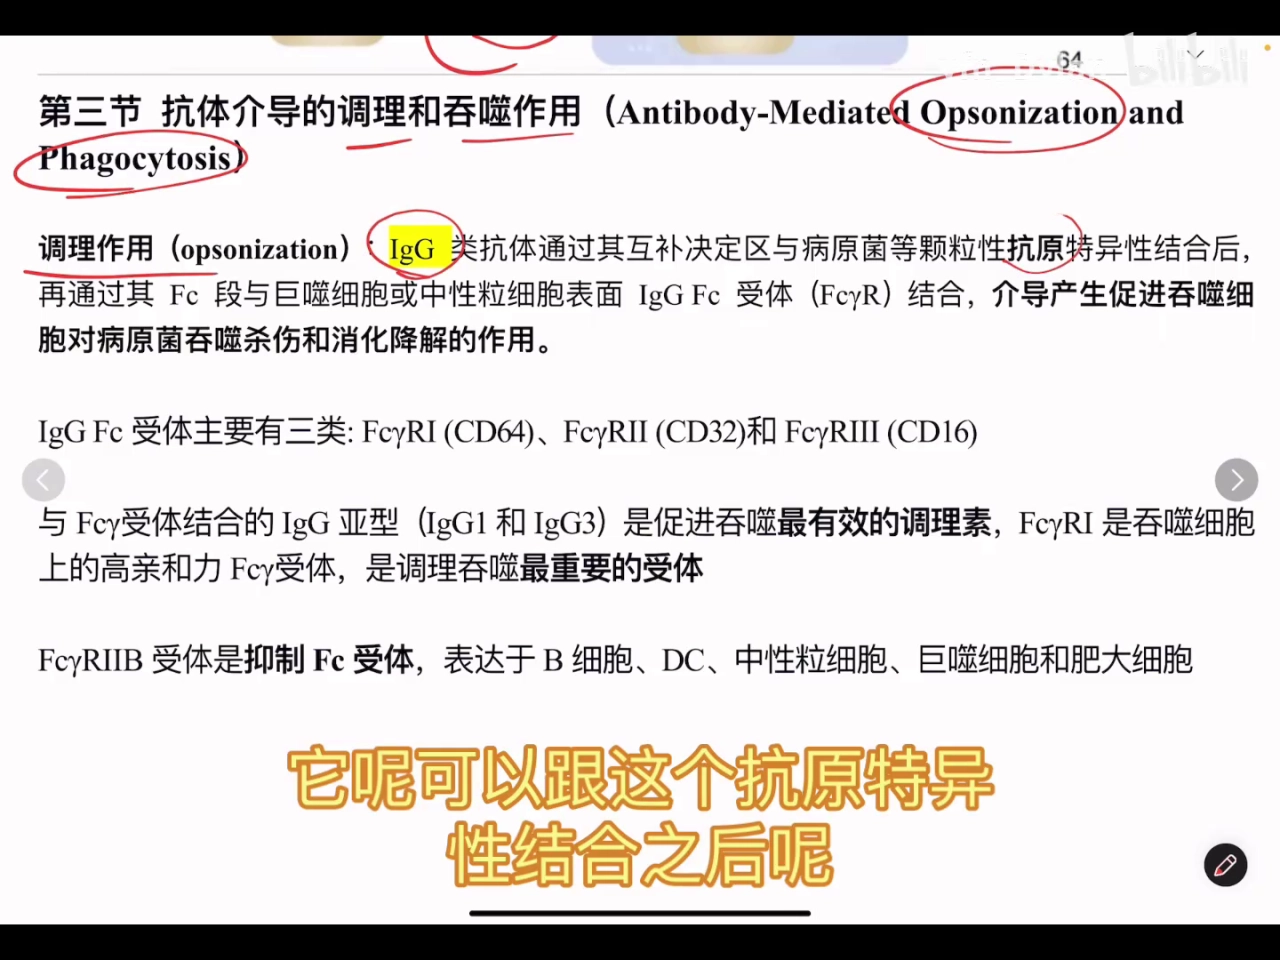 64
bilibili
第三节 抗体介导的调理和吞噬作用（Antibody-Mediated Opsonization and
Phagocytosis）
调理作用（opsonization）：IgG 类抗体通过其互补决定区与病原菌等颗粒性抗原特异性结合后，
再通过其 Fc 段与巨噬细胞或中性粒细胞表面 IgG Fc 受体（FcγR）结合，介导产生促进吞噬细
胞对病原菌吞噬杀伤和消化降解的作用。
IgG Fc 受体主要有三类: FcγRI (CD64)、FcγRII (CD32)和 FcγRIII (CD16)
与 Fcγ受体结合的 IgG 亚型（IgG1 和 IgG3）是促进吞噬最有效的调理素，FcγRI 是吞噬细胞
上的高亲和力 Fcγ受体，是调理吞噬最重要的受体
FcγRIIB 受体是抑制 Fc 受体，表达于 B 细胞、DC、中性粒细胞、巨噬细胞和肥大细胞
它呢可以跟这个抗原特异
性结合之后呢